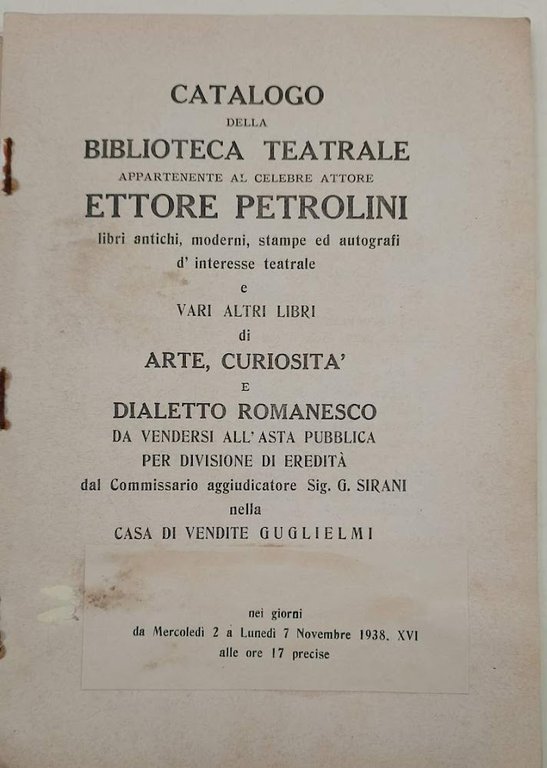 CATALOGO
DELLA
BIBLIOTECA TEATRALE
APPARTENENTE AL CELEBRE ATTORE
ETTORE PETROLINI
libri antichi, moderni, stampe ed autografi
d' interesse teatrale
e
VARI ALTRI LIBRI
di
ARTE, CURIOSITA'
E
DIALETTO ROMANESCO
DA VENDERSI ALL'ASTA PUBBLICA
PER DIVISIONE DI EREDITÀ
dal Commissario aggiudicatore Sig. G. SIRANI
nella
CASA DI VENDITE GUGLIELMI
nei giorni
da Mercoledì 2 a Lunedì 7 Novembre 1938. XVI
alle ore 17 precise